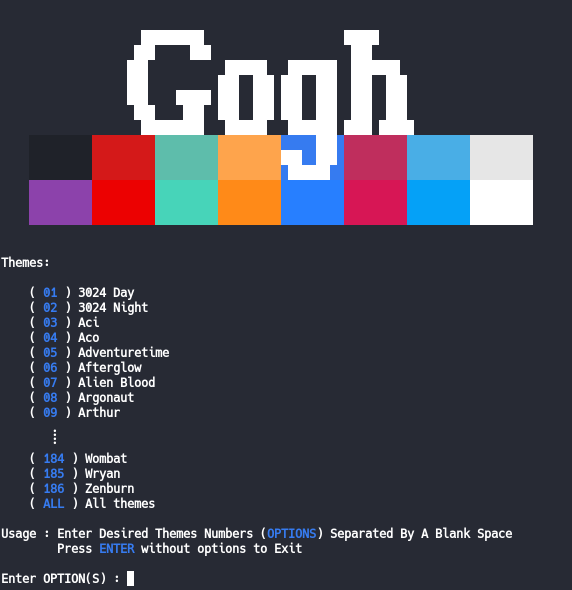 Gogh
Themes:
( 01 ) 3024 Day
( 02 ) 3024 Night
( 03 ) Aci
( 04 ) Aco
( 05 ) Adventuretime
( 06 ) Afterglow
( 07 ) Alien Blood
( 08 ) Argonaut
( 09 ) Arthur
⋮
( 184 ) Wombat
( 185 ) Wryan
( 186 ) Zenburn
( ALL ) All themes
Usage : Enter Desired Themes Numbers (OPTIONS) Separated By A Blank Space
Press ENTER without options to Exit
Enter OPTION(S) :